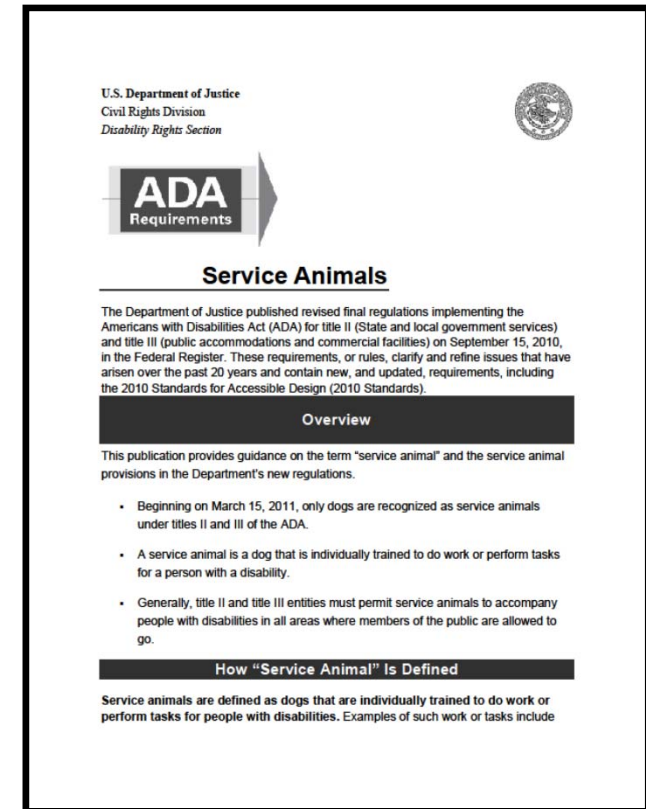 U.S. Department of Justice
Civil Rights Division
Disability Rights Section
ADA
Requirements
Service Animals
The Department of Justice published revised final regulations implementing the
Americans with Disabilities Act (ADA) for title II (State and local government services)
and title III (public accommodations and commercial facilities) on September 15, 2010,
in the Federal Register. These requirements, or rules, clarify and refine issues that have
arisen over the past 20 years and contain new, and updated, requirements, including
the 2010 Standards for Accessible Design (2010 Standards).
Overview
This publication provides guidance on the term “service animal” and the service animal
provisions in the Department’s new regulations.
• Beginning on March 15, 2011, only dogs are recognized as service animals
under titles II and III of the ADA.
• A service animal is a dog that is individually trained to do work or perform tasks
for a person with a disability.
• Generally, title II and title III entities must permit service animals to accompany
people with disabilities in all areas where members of the public are allowed to
go.
How “Service Animal” Is Defined
Service animals are defined as dogs that are individually trained to do work or
perform tasks for people with disabilities. Examples of such work or tasks include